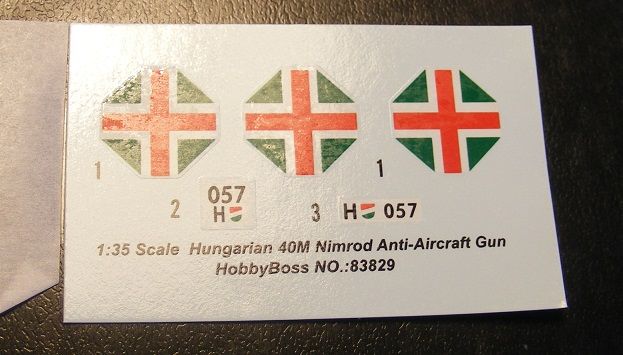 1
1
2
057
H
3
H 057
1:35 Scale Hungarian 40M Nimrod Anti-Aircraft Gun
HobbyBoss NO.:83829